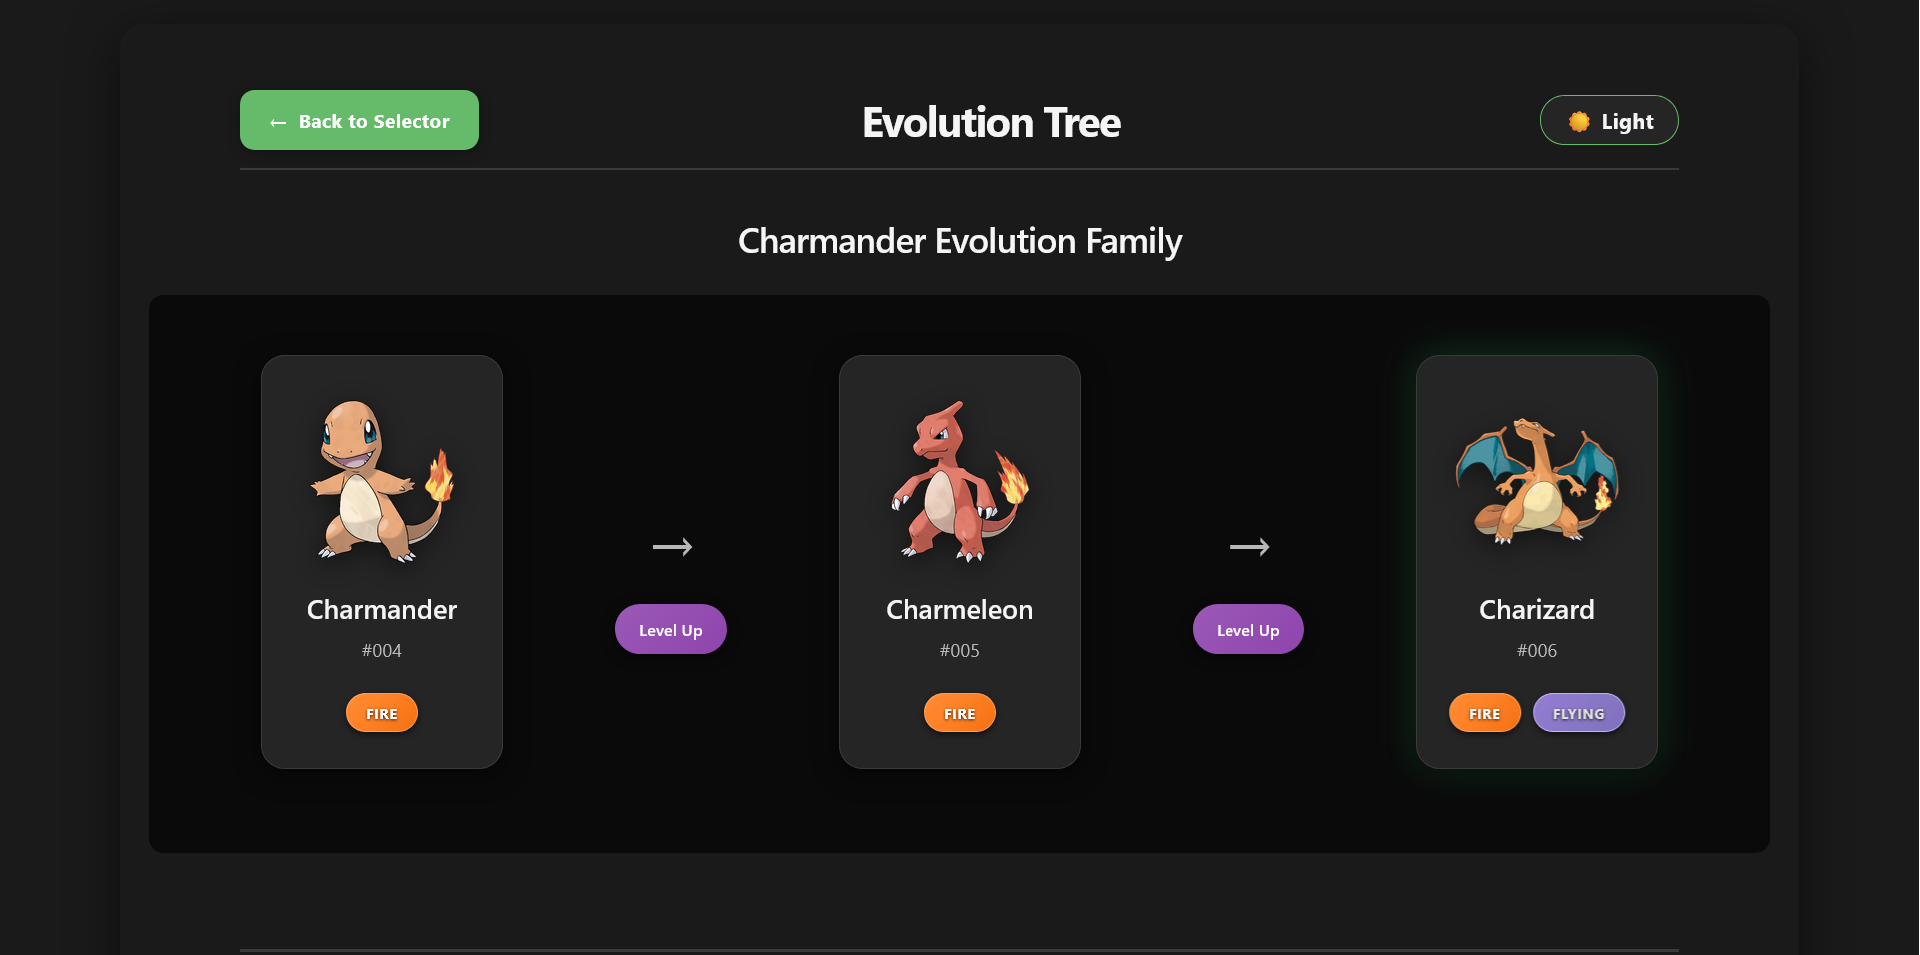 ← Back to Selector
Evolution Tree
Light
Charmander Evolution Family
Charmander
#004
FIRE
→
Level Up
Charmeleon
#005
FIRE
→
Level Up
Charizard
#006
FIRE FLYING